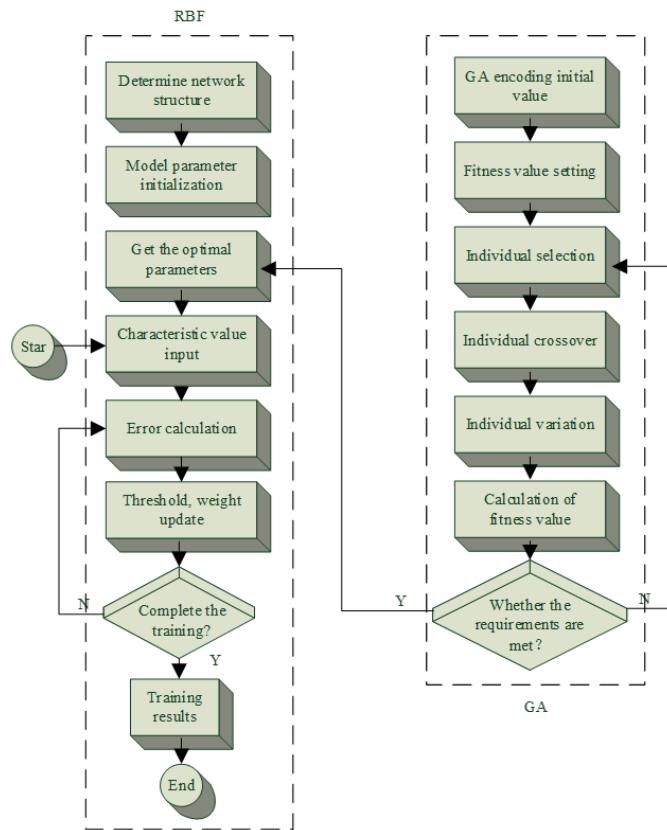 RBF
Determine network
structure
Model parameter
initialization
Get the optimal
parameters
Star
Characteristic value
input
Error calculation
Threshold, weight
update
N
Complete the
training?
Y
Training
results
End
GA encoding initial
value
Fitness value setting
Individual selection
Individual crossover
Individual variation
Calculation of
fitness value
Y
Whether the
requirements are
met?
N
GA